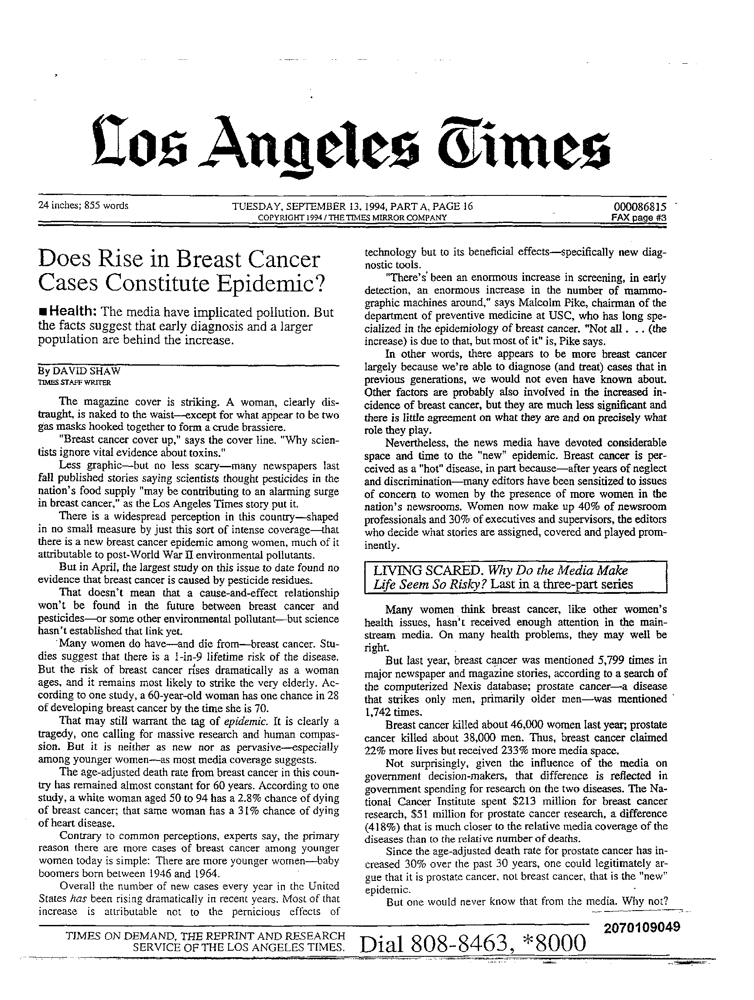 Los Angeles Times
24 inches; 855 words
TUESDAY, SEPTEMBER 13, 1994, PART A, PAGE 16
COPYRIGHT 1994 / THE TIMES MIRROR COMPANY
000086815
FAX page #3
Does Rise in Breast Cancer
Cases Constitute Epidemic?
■ Health: The media have implicated pollution. But
the facts suggest that early diagnosis and a larger
population are behind the increase.
By DAVID SHAW
TIMES STAFF WRITER
The magazine cover is striking. A woman, clearly dis-
traught, is naked to the waist—except for what appear to be two
gas masks hooked together to form a crude brassiere.
"Breast cancer cover up," says the cover line. "Why scien-
tists ignore vital evidence about toxins."
Less graphic—but no less scary—many newspapers last
fall published stories saying scientists thought pesticides in the
nation's food supply "may be contributing to an alarming surge
in breast cancer," as the Los Angeles Times story put it.
There is a widespread perception in this country—shaped
in no small measure by just this sort of intense coverage—that
there is a new breast cancer epidemic among women, much of it
attributable to post-World War II environmental pollutants.
But in April, the largest study on this issue to date found no
evidence that breast cancer is caused by pesticide residues.
That doesn't mean that a cause-and-effect relationship
won't be found in the future between breast cancer and
pesticides—or some other environmental pollutant—but science
hasn't established that link yet.
Many women do have—and die from—breast cancer. Stu-
dies suggest that there is a 1-in-9 lifetime risk of the disease.
But the risk of breast cancer rises dramatically as a woman
ages, and it remains most likely to strike the very elderly. Ac-
cording to one study, a 60-year-old woman has one chance in 28
of developing breast cancer by the time she is 70.
That may still warrant the tag of epidemic. It is clearly a
tragedy, one calling for massive research and human compas-
sion. But it is neither as new nor as pervasive—especially
among younger women—as most media coverage suggests.
The age-adjusted death rate from breast cancer in this coun-
try has remained almost constant for 60 years. According to one
study, a white woman aged 50 to 94 has a 2.8% chance of dying
of breast cancer; that same woman has a 31% chance of dying
of heart disease.
Contrary to common perceptions, experts say, the primary
reason there are more cases of breast cancer among younger
women today is simple: There are more younger women—baby
boomers born between 1946 and 1964.
Overall the number of new cases every year in the United
States has been rising dramatically in recent years. Most of that
increase is attributable not to the pernicious effects of
technology but to its beneficial effects—specifically new diag-
nostic tools.
"There's been an enormous increase in screening, in early
detection, an enormous increase in the number of mammo-
graphic machines around," says Malcolm Pike, chairman of the
department of preventive medicine at USC, who has long spe-
cialized in the epidemiology of breast cancer. "Not all . . . (the
increase) is due to that, but most of it" is, Pike says.
In other words, there appears to be more breast cancer
largely because we're able to diagnose (and treat) cases that in
previous generations, we would not even have known about.
Other factors are probably also involved in the increased in-
cidence of breast cancer, but they are much less significant and
there is little agreement on what they are and on precisely what
role they play.
Nevertheless, the news media have devoted considerable
space and time to the "new" epidemic. Breast cancer is per-
ceived as a "hot" disease, in part because—after years of neglect
and discrimination—many editors have been sensitized to issues
of concern to women by the presence of more women in the
nation's newsrooms. Women now make up 40% of newsroom
professionals and 30% of executives and supervisors, the editors
who decide what stories are assigned, covered and played prom-
inently.
LIVING SCARED. Why Do the Media Make
Life Seem So Risky? Last in a three-part series
Many women think breast cancer, like other women's
health issues, hasn't received enough attention in the main-
stream media. On many health problems, they may well be
right.
But last year, breast cancer was mentioned 5,799 times in
major newspaper and magazine stories, according to a search of
the computerized Nexis database; prostate cancer—a disease
that strikes only men, primarily older men—was mentioned
1,742 times.
Breast cancer killed about 46,000 women last year; prostate
cancer killed about 38,000 men. Thus, breast cancer claimed
22% more lives but received 233% more media space.
Not surprisingly, given the influence of the media on
government decision-makers, that difference is reflected in
government spending for research on the two diseases. The Na-
tional Cancer Institute spent $213 million for breast cancer
research, $51 million for prostate cancer research, a difference
(418%) that is much closer to the relative media coverage of the
diseases than to the relative number of deaths.
Since the age-adjusted death rate for prostate cancer has in-
creased 30% over the past 30 years, one could legitimately ar-
gue that it is prostate cancer, not breast cancer, that is the "new"
epidemic.
But one would never know that from the media. Why not?
TIMES ON DEMAND, THE REPRINT AND RESEARCH
SERVICE OF THE LOS ANGELES TIMES.
Dial 808-8463, *8000
2070109049